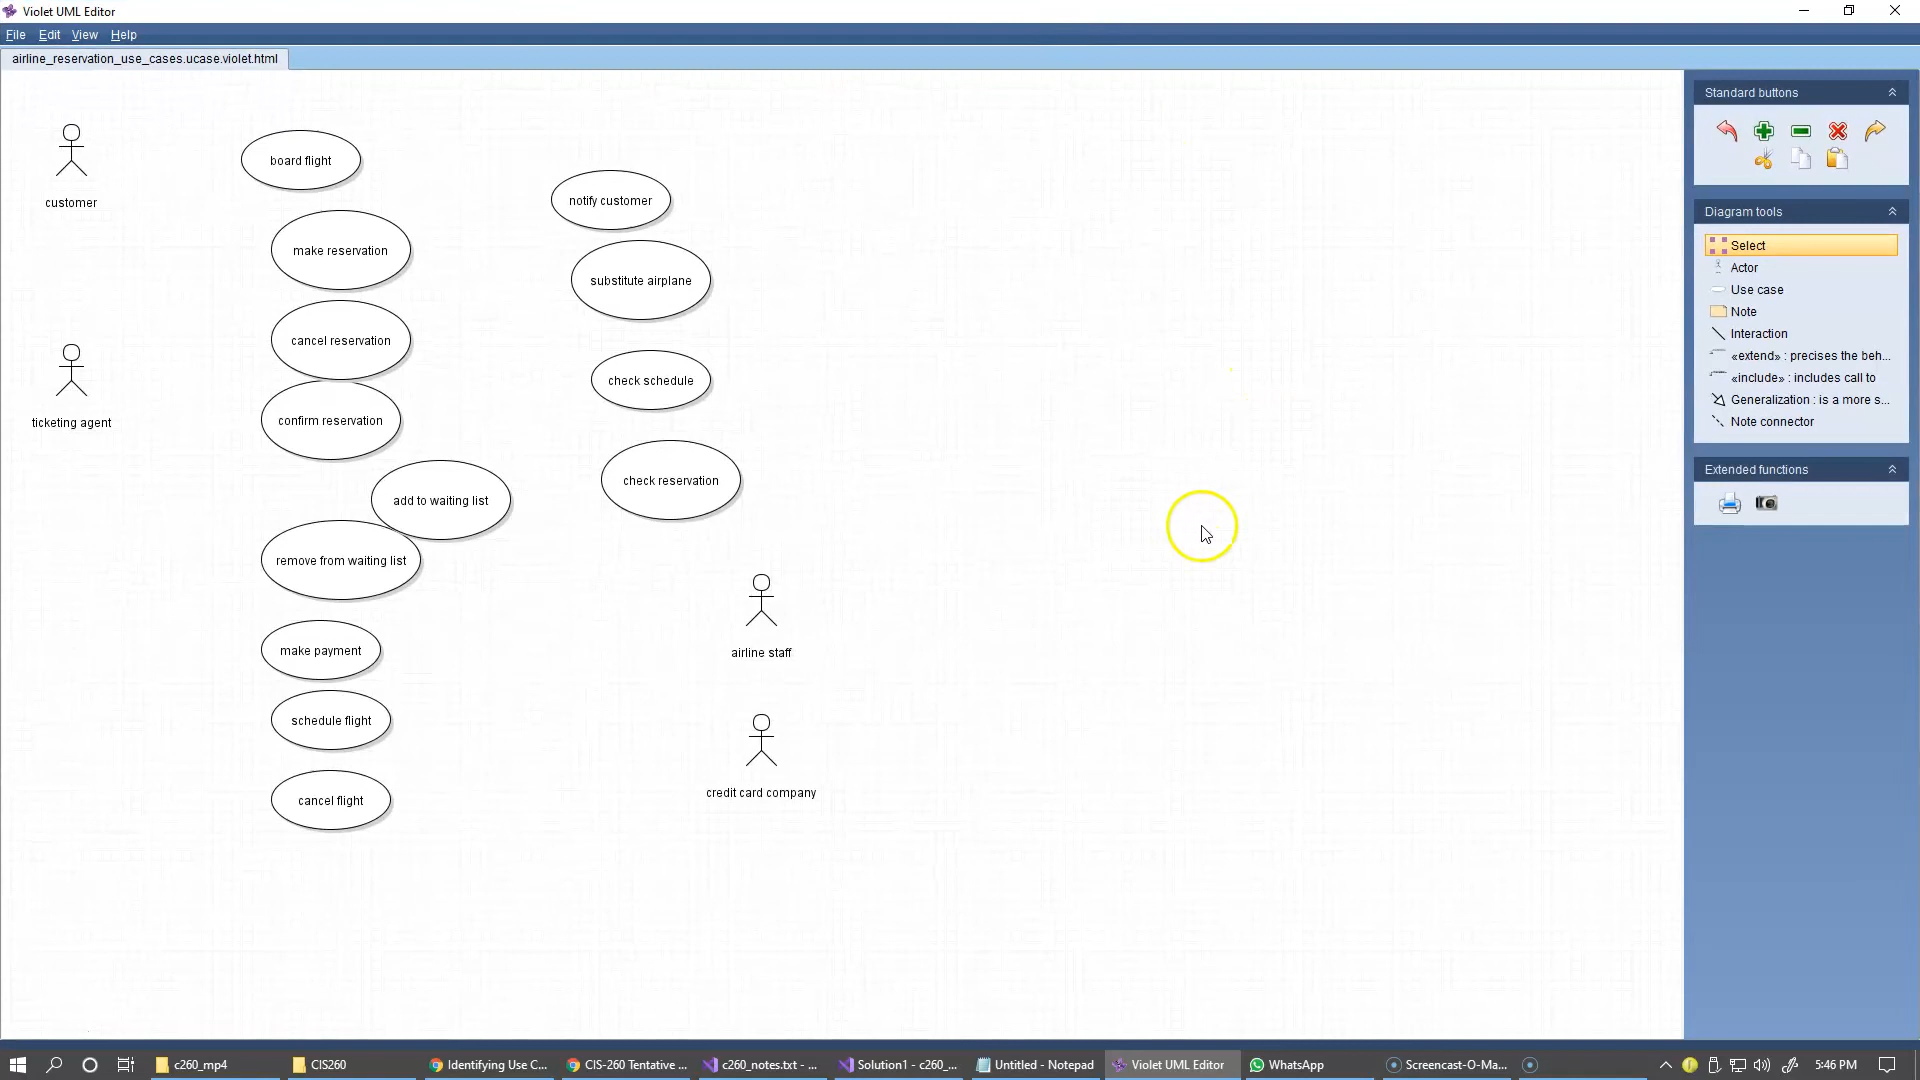 Violet UML Editor
File Edit View Help
airline_reservation_use_cases.ucase.violet.html
customer
board flight
notify customer
make reservation
substitute airplane
cancel reservation
check schedule
ticketing agent
confirm reservation
check reservation
add to waiting list
remove from waiting list
airline staff
make payment
schedule flight
credit card company
cancel flight
Standard buttons
Diagram tools
Select
Actor
Use case
Note
Interaction
«extend» : precises the beh...
«include» : includes call to
Generalization : is a more s...
Note connector
Extended functions
c260_mp4 CIS260 Identifying Use C... CIS-260 Tentative ... c260_notes.txt - ... Solution1 - c260_... Untitled - Notepad Violet UML Editor WhatsApp Screencast-O-Ma... 5:46 PM